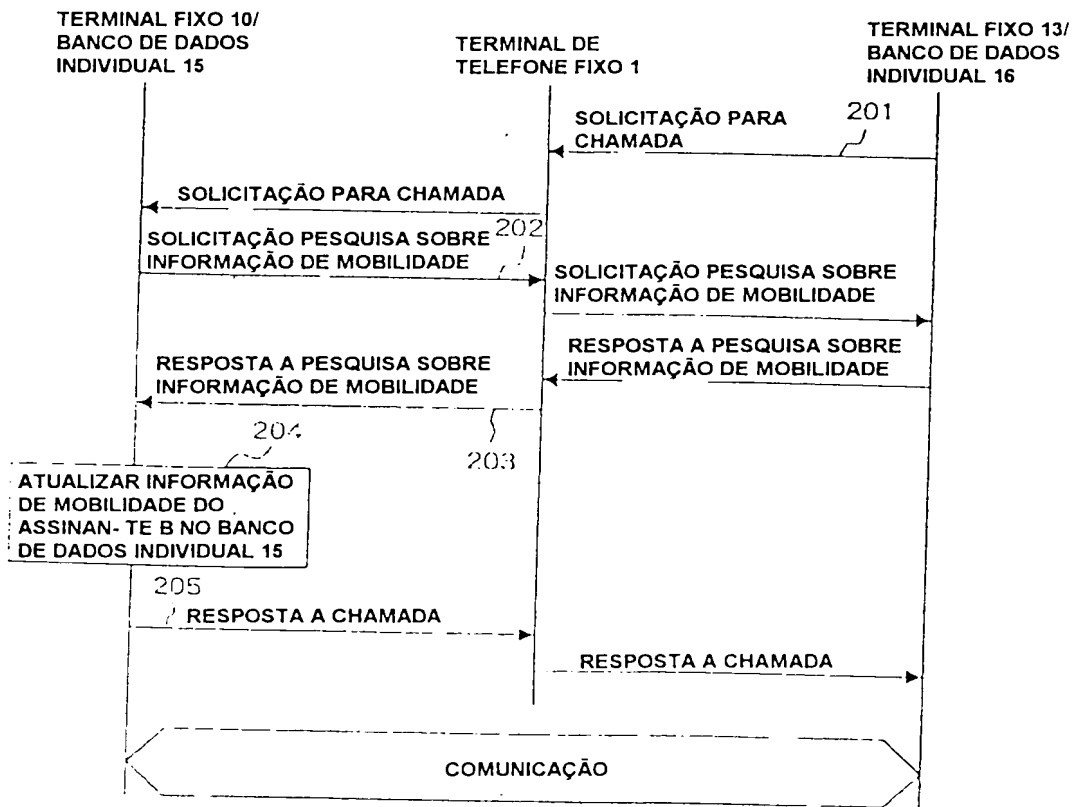 TERMINAL FIXO 10/
BANCO DE DADOS
INDIVIDUAL 15
TERMINAL DE
TELEFONE FIXO 1
TERMINAL FIXO 13/
BANCO DE DADOS
INDIVIDUAL 16
SOLICITAÇÃO PARA
CHAMADA
201
SOLICITAÇÃO PARA CHAMADA
SOLICITAÇÃO PESQUISA SOBRE
INFORMAÇÃO DE MOBILIDADE
202
SOLICITAÇÃO PESQUISA SOBRE
INFORMAÇÃO DE MOBILIDADE
RESPOSTA A PESQUISA SOBRE
INFORMAÇÃO DE MOBILIDADE
RESPOSTA A PESQUISA SOBRE
INFORMAÇÃO DE MOBILIDADE
203
204
ATUALIZAR INFORMAÇÃO
DE MOBILIDADE DO
ASSINAN- TE B NO BANCO
DE DADOS INDIVIDUAL 15
205
RESPOSTA A CHAMADA
RESPOSTA A CHAMADA
COMUNICAÇÃO